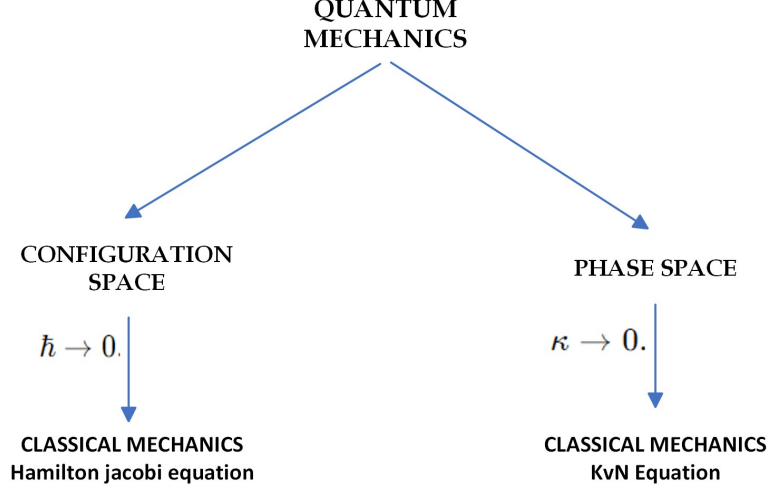 QUANTUM
MECHANICS
CONFIGURATION
SPACE
PHASE SPACE
ħ → 0.
κ → 0.
CLASSICAL MECHANICS
Hamilton jacobi equation
CLASSICAL MECHANICS
KvN Equation